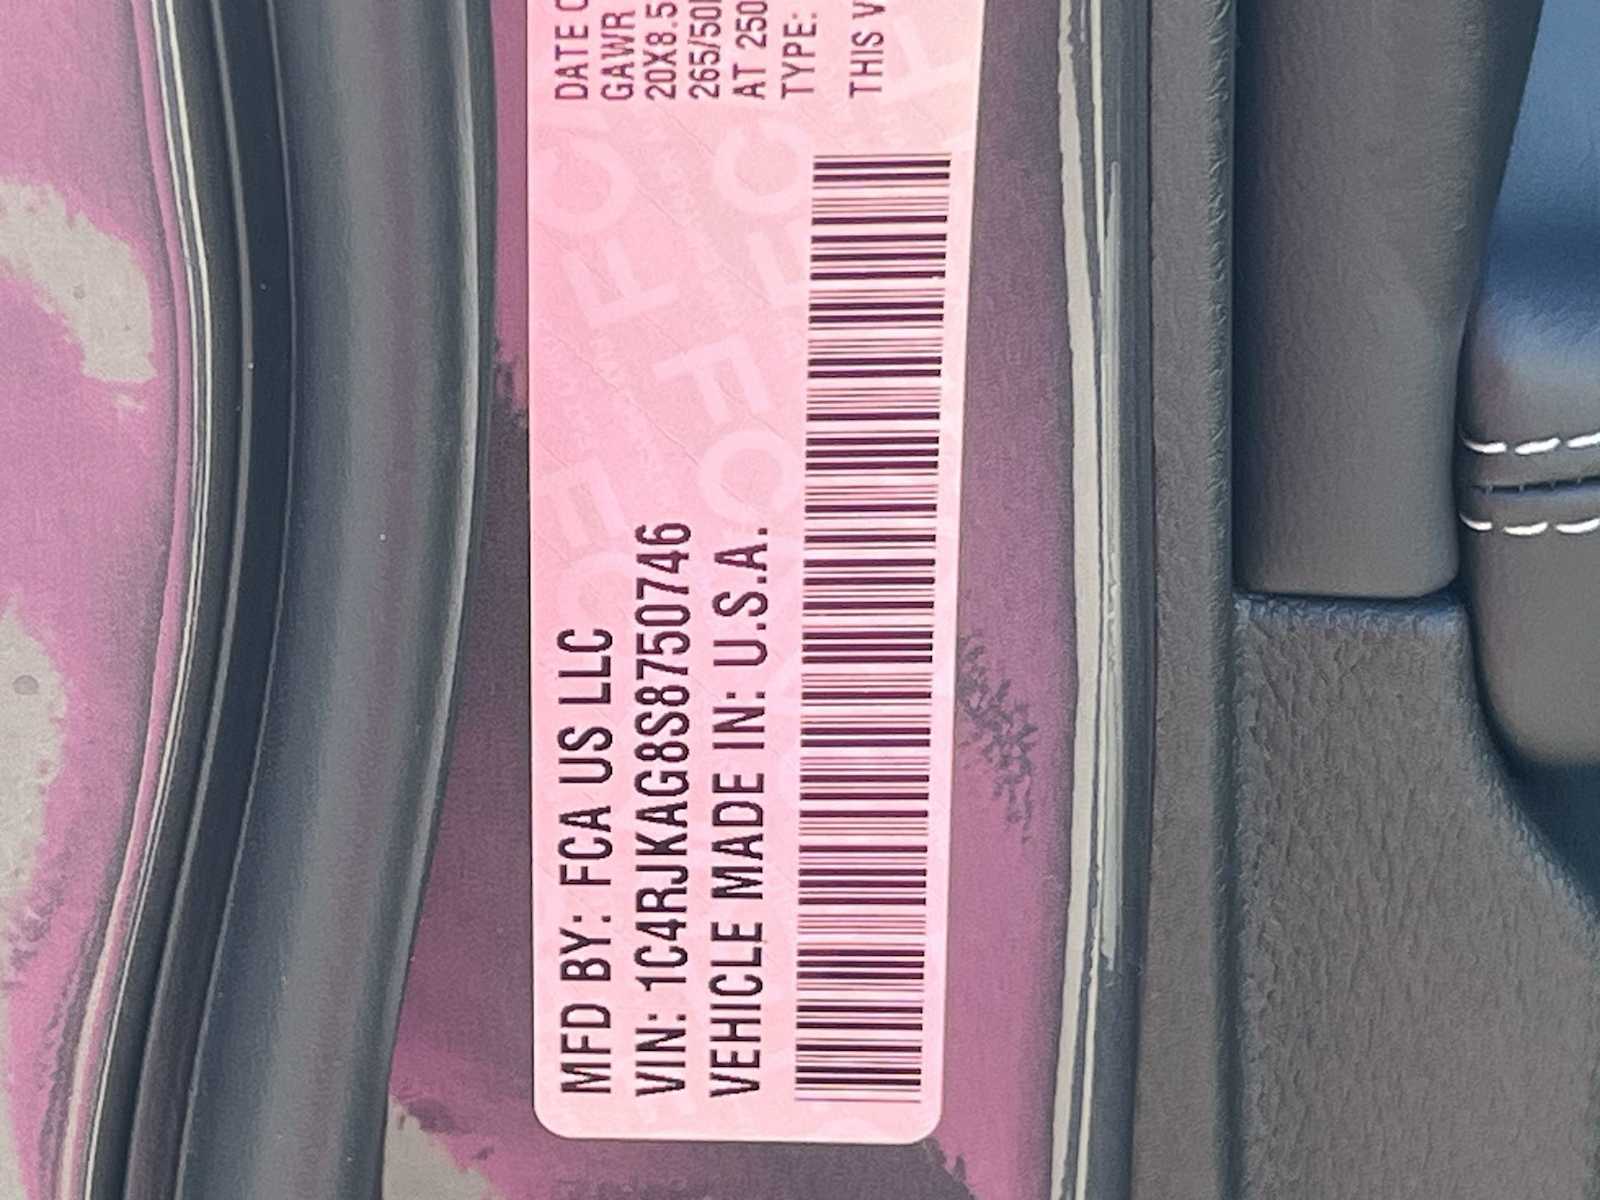 MFD BY: FCA US LLC
VIN: 1C4RJKAG8S8750746
VEHICLE MADE IN: U.S.A.
DATE O
GAWR
20X8.5
265/50
AT 250
TYPE:
THIS V